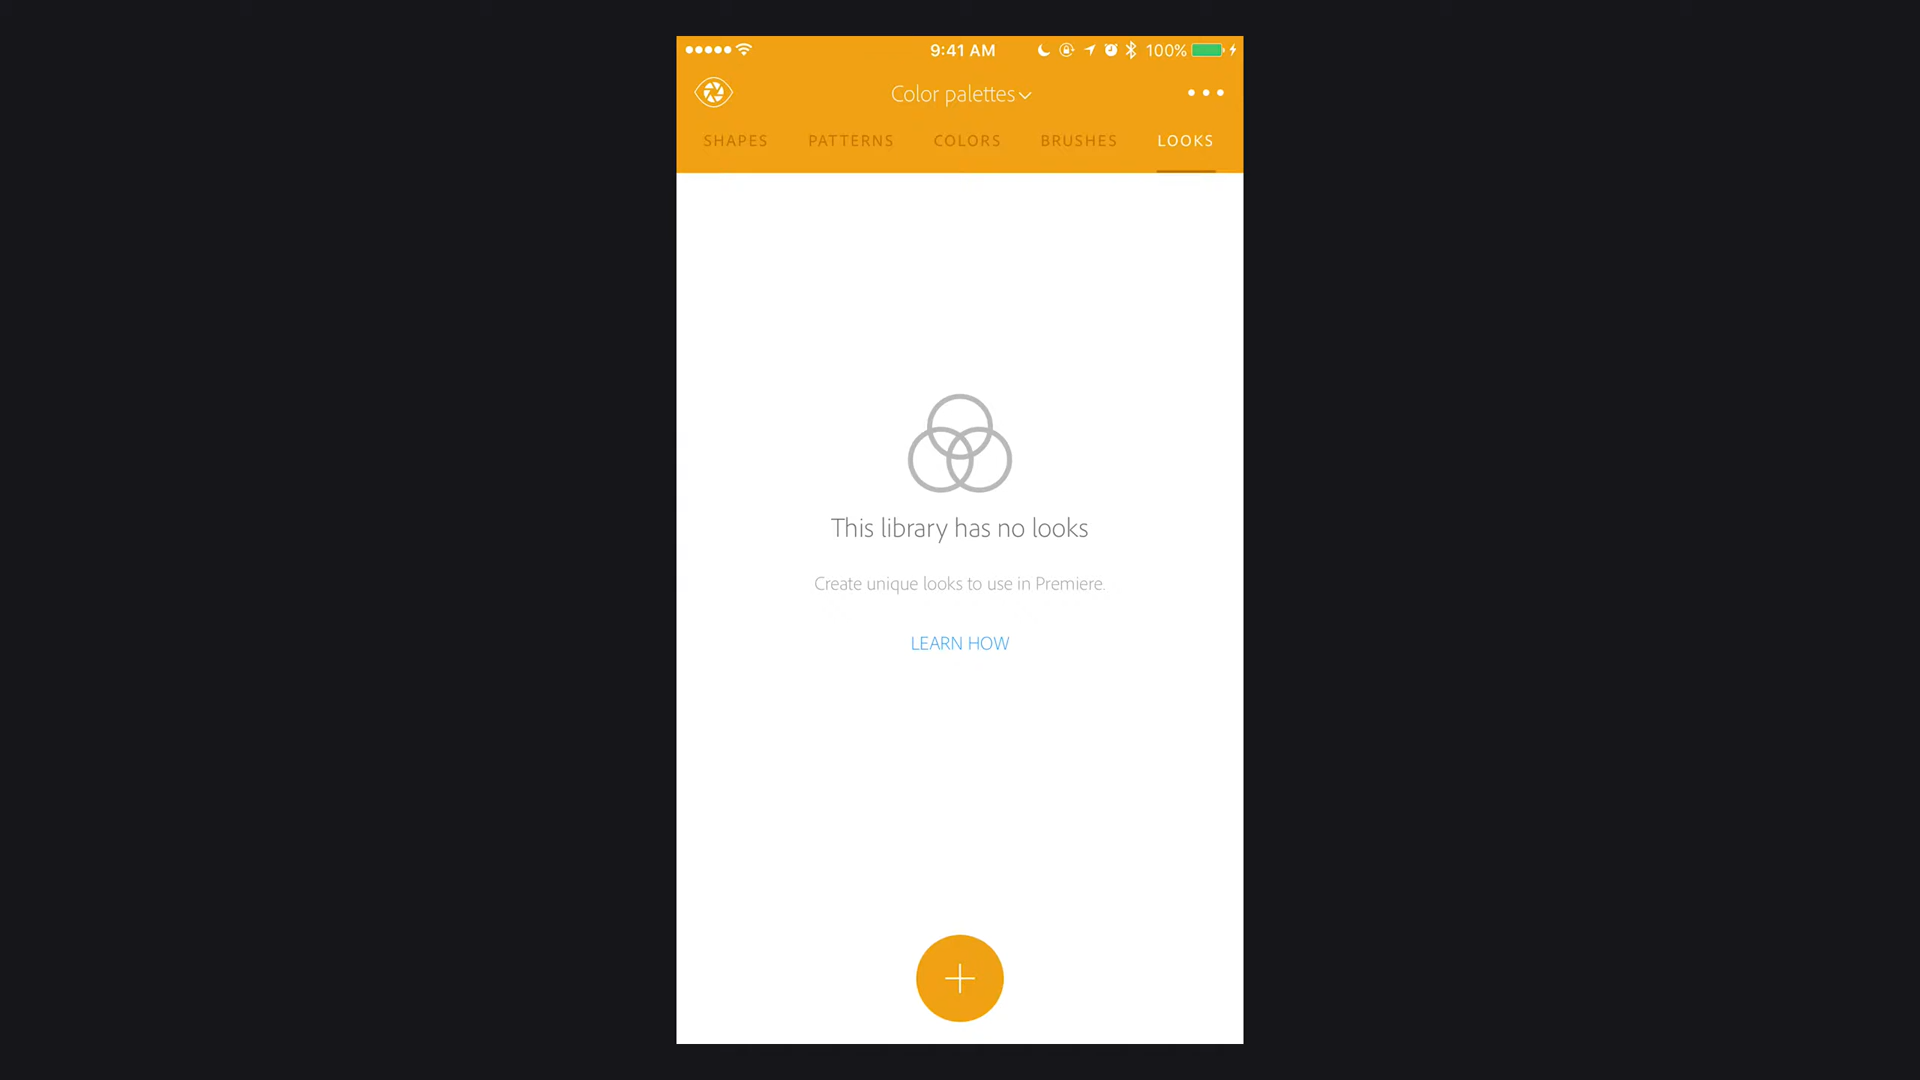 9:41 AM 100%
Color palettes
SHAPES PATTERNS COLORS BRUSHES LOOKS
This library has no looks
Create unique looks to use in Premiere.
LEARN HOW